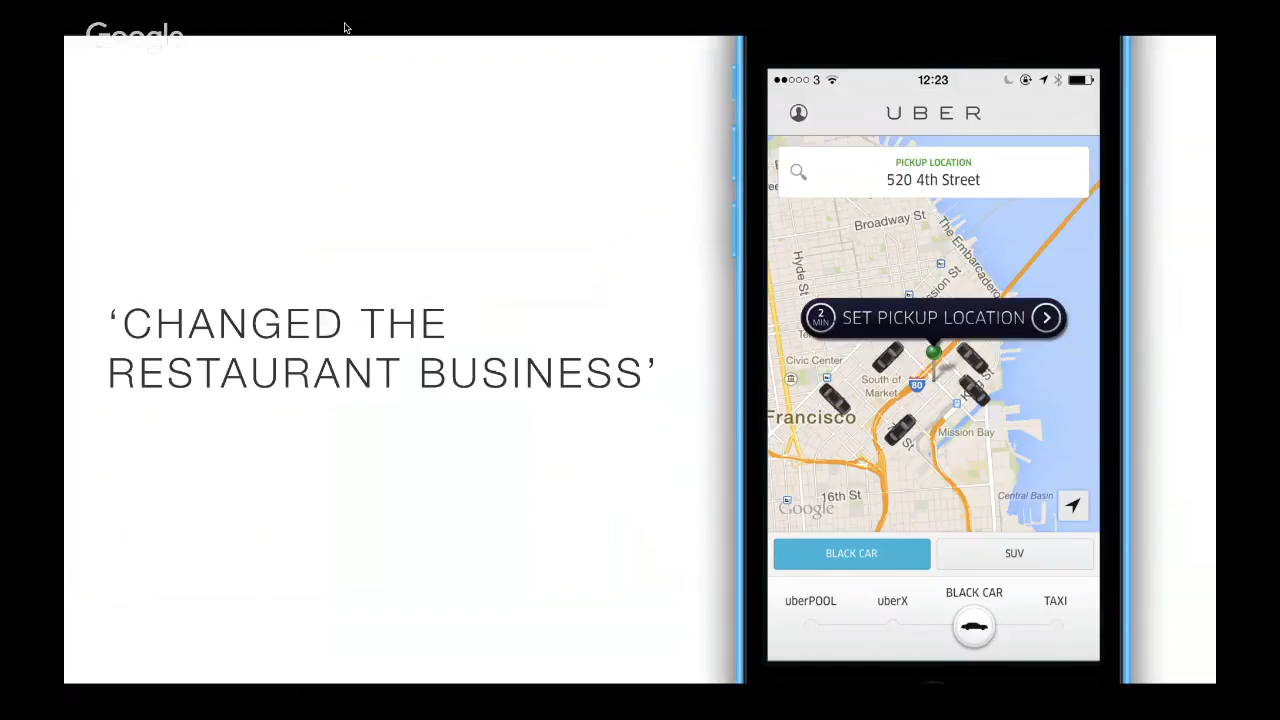 Google
‘CHANGED THE
RESTAURANT BUSINESS’
3
12:23
UBER
PICKUP LOCATION
520 4th Street
Broadway St
The Embarcadero
Hyde St
ission St
2
MIN
SET PICKUP LOCATION
Civic Center
South of
Market
80
Francisco
Mission Bay
16th St
Central Basin
Google
BLACK CAR
SUV
uberPOOL
uberX
BLACK CAR
TAXI